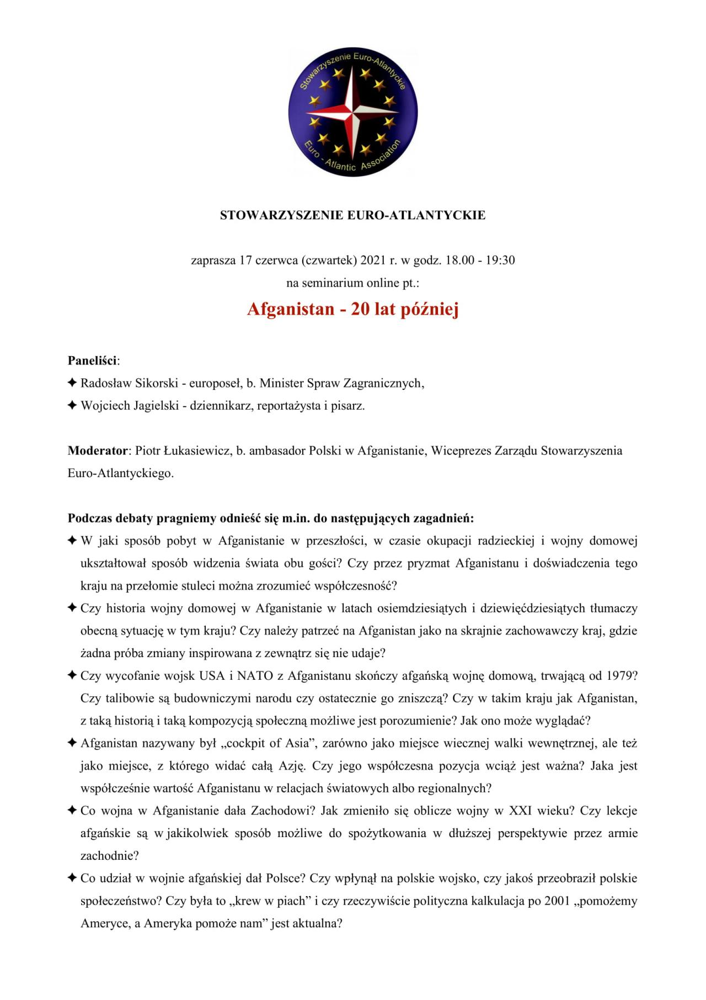 Stowarzyszenie Euro-Atlantyckie
Euro - Atlantic Association
STOWARZYSZENIE EURO-ATLANTYCKIE
zaprasza 17 czerwca (czwartek) 2021 r. w godz. 18.00 - 19:30
na seminarium online pt.:
Afganistan - 20 lat później
Paneliści:
✦ Radosław Sikorski - europoseł, b. Minister Spraw Zagranicznych,
✦ Wojciech Jagielski - dziennikarz, reportażysta i pisarz.
Moderator: Piotr Łukasiewicz, b. ambasador Polski w Afganistanie, Wiceprezes Zarządu Stowarzyszenia
Euro-Atlantyckiego.
Podczas debaty pragniemy odnieść się m.in. do następujących zagadnień:
✦ W jaki sposób pobyt w Afganistanie w przeszłości, w czasie okupacji radzieckiej i wojny domowej
ukształtował sposób widzenia świata obu gości? Czy przez pryzmat Afganistanu i doświadczenia tego
kraju na przełomie stuleci można zrozumieć współczesność?
✦ Czy historia wojny domowej w Afganistanie w latach osiemdziesiątych i dziewięćdziesiątych tłumaczy
obecną sytuację w tym kraju? Czy należy patrzeć na Afganistan jako na skrajnie zachowawczy kraj, gdzie
żadna próba zmiany inspirowana z zewnątrz się nie udaje?
✦ Czy wycofanie wojsk USA i NATO z Afganistanu skończy afgańską wojnę domową, trwającą od 1979?
Czy talibowie są budowniczymi narodu czy ostatecznie go zniszczą? Czy w takim kraju jak Afganistan,
z taką historią i taką kompozycją społeczną możliwe jest porozumienie? Jak ono może wyglądać?
✦ Afganistan nazywany był „cockpit of Asia”, zarówno jako miejsce wiecznej walki wewnętrznej, ale też
jako miejsce, z którego widać całą Azję. Czy jego współczesna pozycja wciąż jest ważna? Jaka jest
współcześnie wartość Afganistanu w relacjach światowych albo regionalnych?
✦ Co wojna w Afganistanie dała Zachodowi? Jak zmieniło się oblicze wojny w XXI wieku? Czy lekcje
afgańskie są w jakikolwiek sposób możliwe do spożytkowania w dłuższej perspektywie przez armie
zachodnie?
✦ Co udział w wojnie afgańskiej dał Polsce? Czy wpłynął na polskie wojsko, czy jakoś przeobraził polskie
społeczeństwo? Czy była to „krew w piach” i czy rzeczywiście polityczna kalkulacja po 2001 „pomożemy
Ameryce, a Ameryka pomoże nam” jest aktualna?